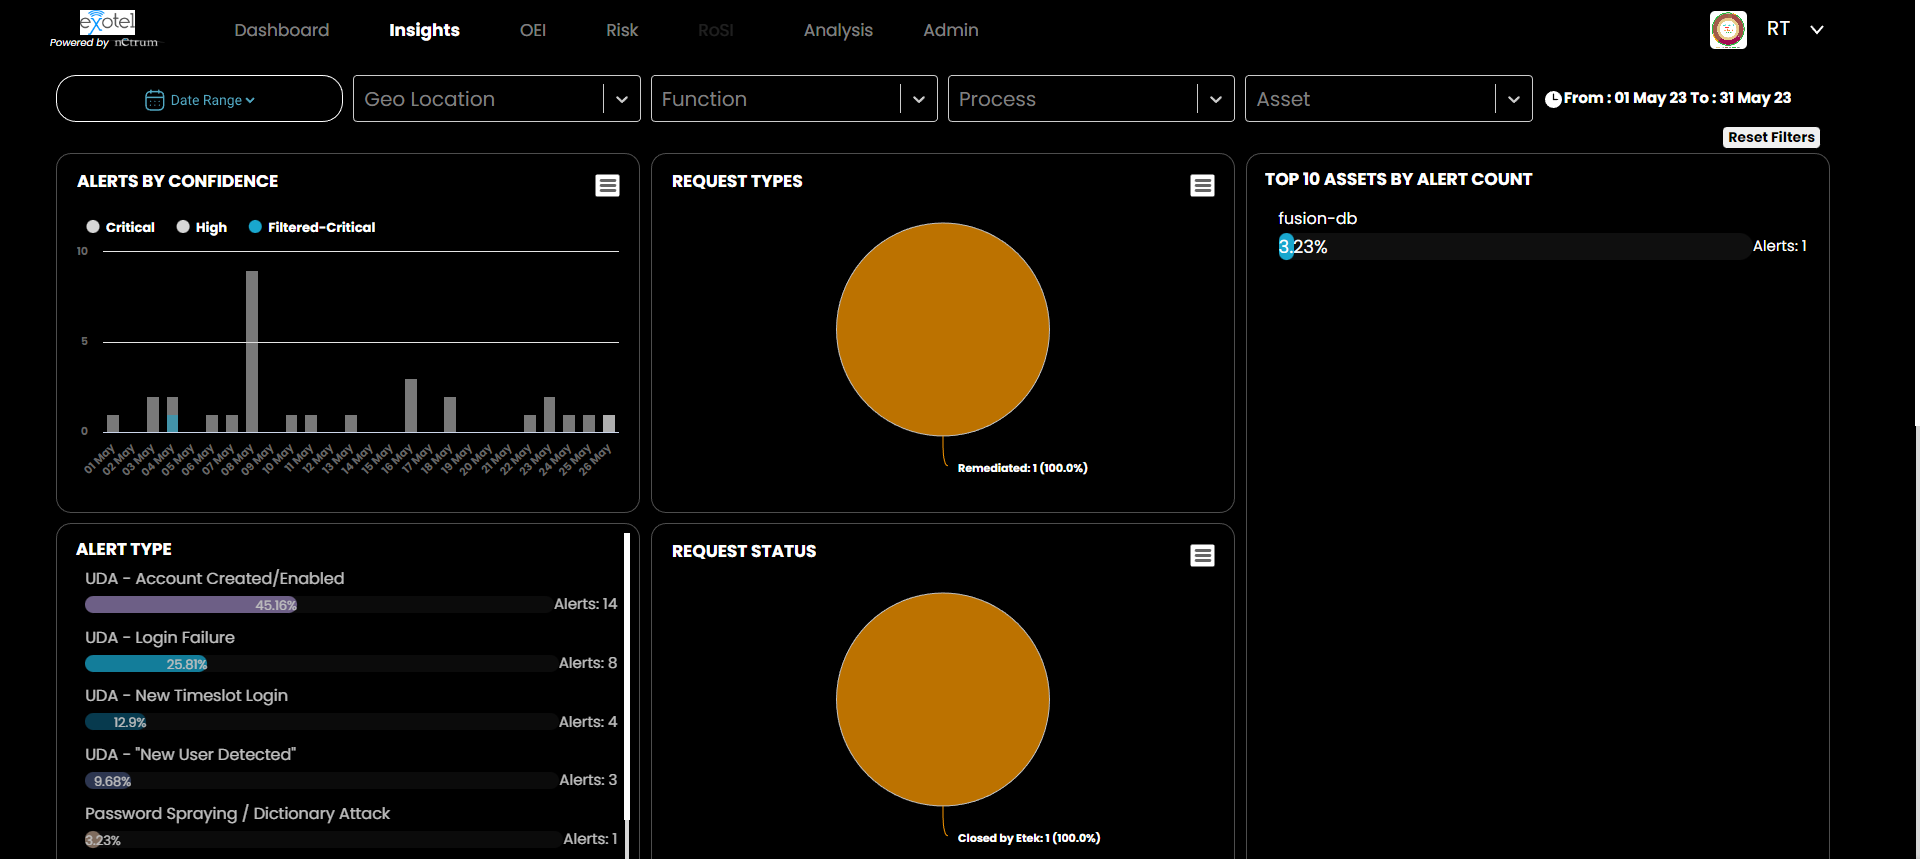 exotel
Powered by nCtrum
Dashboard
Insights
OEI
Risk
RoSI
Analysis
Admin
RT
Date Range
Geo Location
Function
Process
Asset
From : 01 May 23 To : 31 May 23
Reset Filters
ALERTS BY CONFIDENCE
Critical
High
Filtered-Critical
10
5
0
01 May
02 May
03 May
04 May
05 May
06 May
07 May
08 May
09 May
10 May
11 May
12 May
13 May
14 May
15 May
16 May
17 May
18 May
19 May
20 May
21 May
22 May
23 May
24 May
25 May
26 May
REQUEST TYPES
Remediated: 1 (100.0%)
TOP 10 ASSETS BY ALERT COUNT
fusion-db
3.23%
Alerts: 1
ALERT TYPE
UDA - Account Created/Enabled
45.16%
Alerts: 14
UDA - Login Failure
25.81%
Alerts: 8
UDA - New Timeslot Login
12.9%
Alerts: 4
UDA - "New User Detected"
9.68%
Alerts: 3
Password Spraying / Dictionary Attack
3.23%
Alerts: 1
REQUEST STATUS
Closed by Etek: 1 (100.0%)